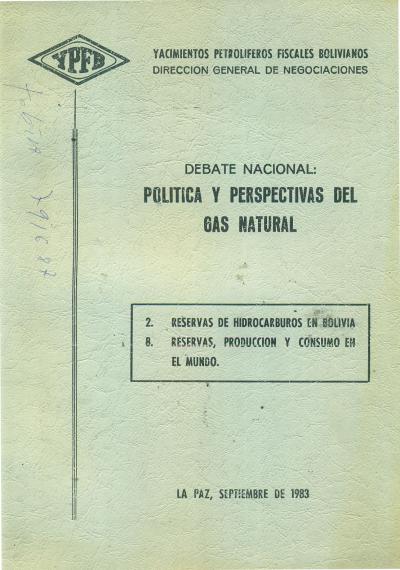 YPFB
YACIMIENTOS PETROLIFEROS FISCALES BOLIVIANOS
DIRECCION GENERAL DE NEGOCIACIONES
DEBATE NACIONAL:
POLITICA Y PERSPECTIVAS DEL
GAS NATURAL
2. RESERVAS DE HIDROCARBUROS EN BOLIVIA
8. RESERVAS, PRODUCCION Y CONSUMO EN
EL MUNDO.
LA PAZ, SEPTIEMBRE DE 1983